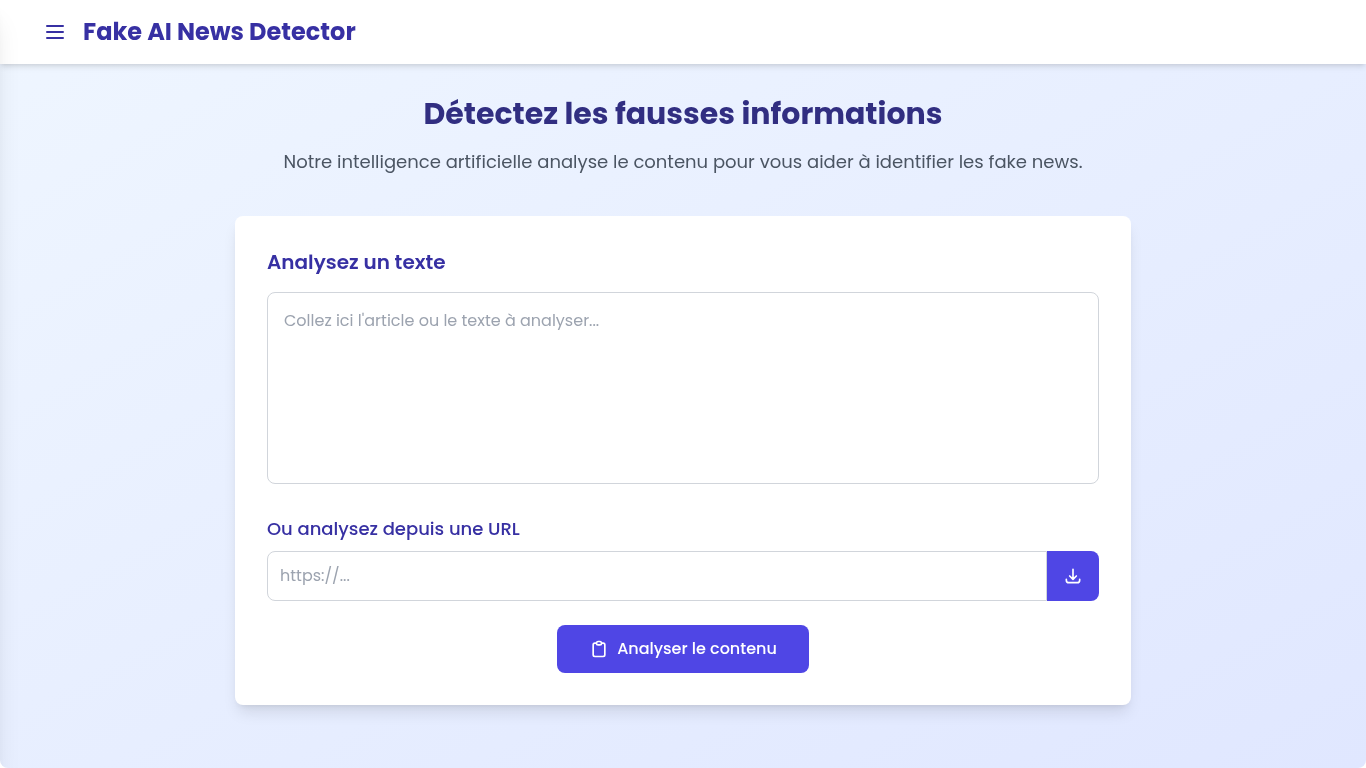 Fake AI News Detector
Détectez les fausses informations
Notre intelligence artificielle analyse le contenu pour vous aider à identifier les fake news.
Analysez un texte
Collez ici l'article ou le texte à analyser...
Ou analysez depuis une URL
https://...
Analyser le contenu